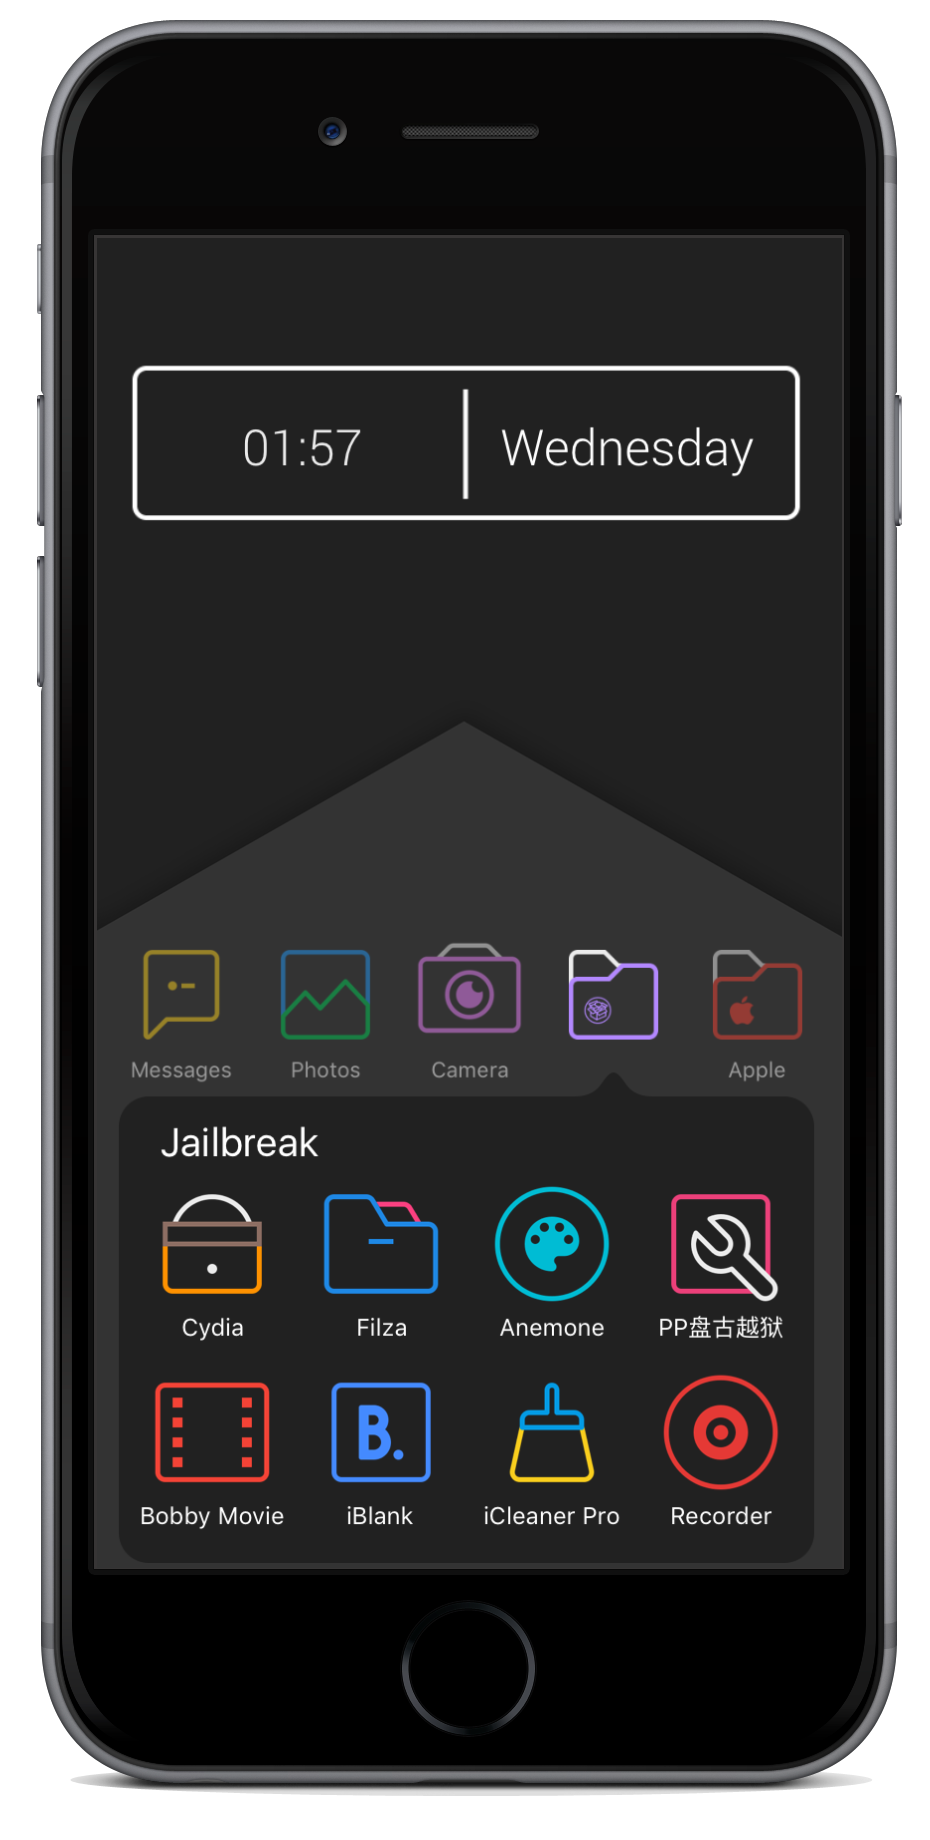 01:57
Wednesday
Messages
Photos
Camera
Apple
Jailbreak
Cydia
Filza
Anemone
PP盘古越狱
B.
Bobby Movie
iBlank
iCleaner Pro
Recorder